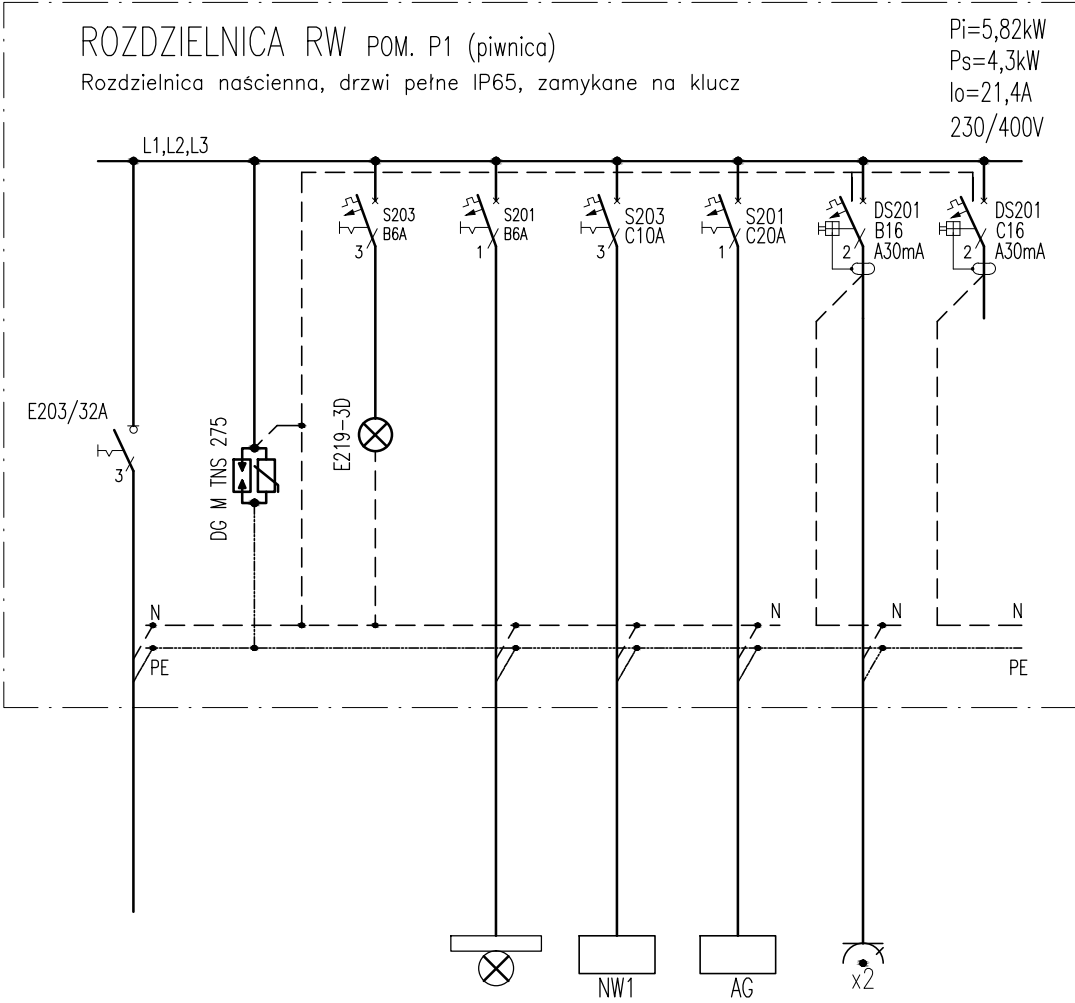 ROZDZIELNICA RW POM. P1 (piwnica)
Rozdzielnica naścienna, drzwi pełne IP65, zamykane na klucz
Pi=5,82kW
Ps=4,3kW
Io=21,4A
230/400V
L1,L2,L3
S203
B6A
3
S201
B6A
1
S203
C10A
3
S201
C20A
1
DS201
B16
A30mA
2
DS201
C16
A30mA
2
E203/32A
3
DG M TNS 275
E219-3D
N
N
N
N
PE
PE
NW1
AG
x2